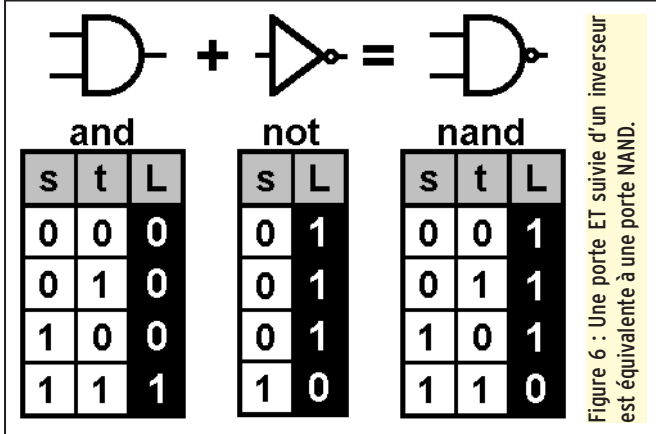 + =
and not nand
s t L s L s t L
0 0 0 0 1 0 0 1
0 1 0 0 1 0 1 1
1 0 0 0 1 1 0 1
1 1 1 1 0 1 1 0
Figure 6 : Une porte ET suivie d'un inverseur
est équivalente à une porte NAND.